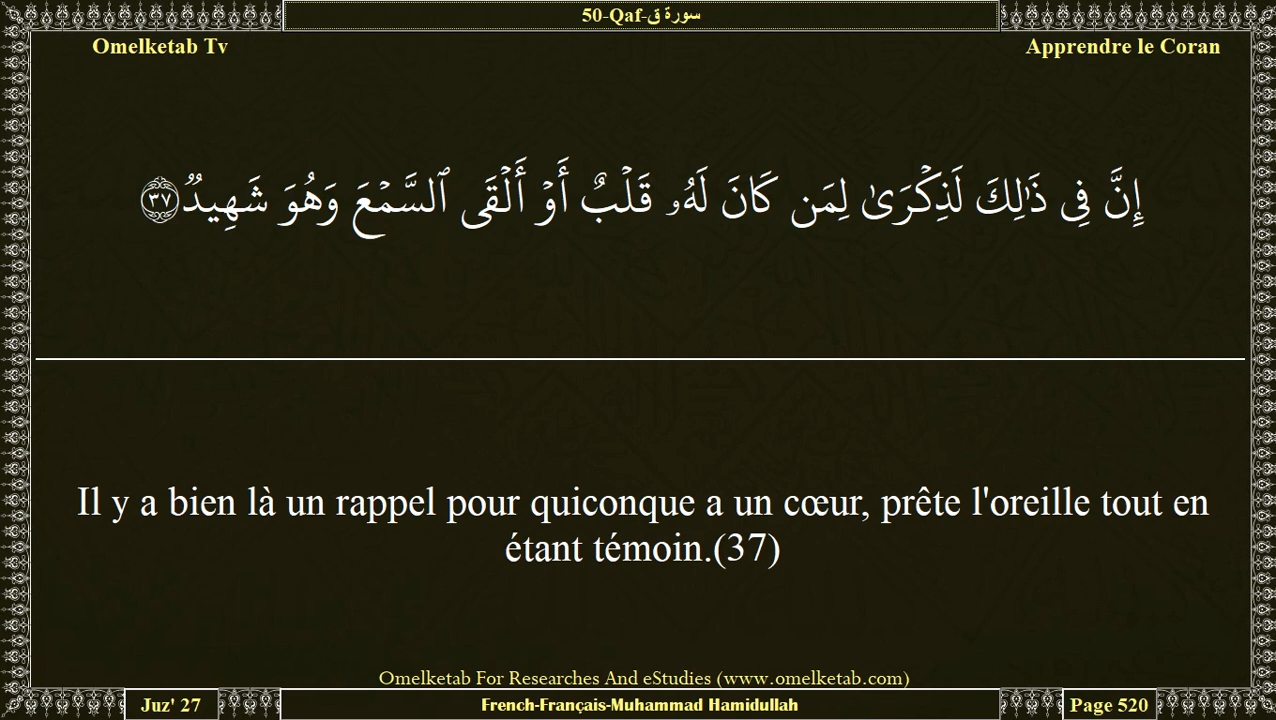 50-Qaf-سورة ق
Omelketab Tv
Apprendre le Coran
إِنَّ فِى ذَٰلِكَ لَذِكْرَىٰ لِمَن كَانَ لَهُۥ قَلْبٌ أَوْ أَلْقَى ٱلسَّمْعَ وَهُوَ شَهِيدٌۭ ٣٧
Il y a bien là un rappel pour quiconque a un cœur, prête l'oreille tout en
étant témoin.(37)
Omelketab For Researches And eStudies (www.omelketab.com)
Juz' 27
French-Français-Muhammad Hamidullah
Page 520